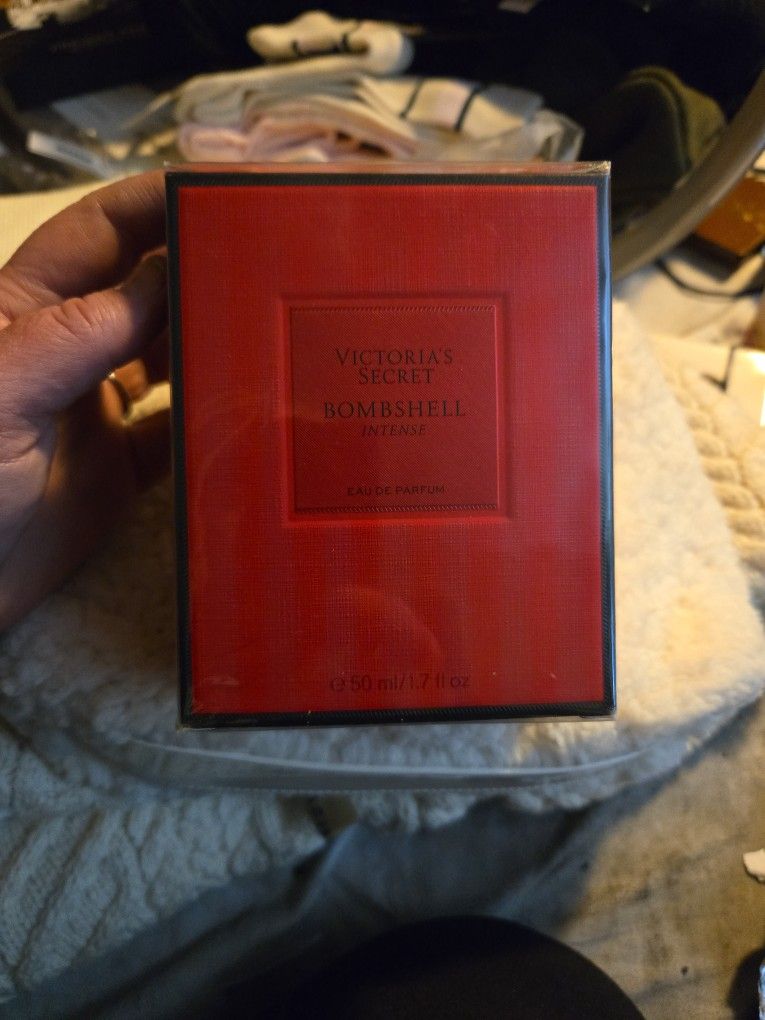 VICTORIA'S
SECRET
BOMBSHELL
INTENSE
EAU DE PARFUM
℮ 50 ml/1.7 fl oz